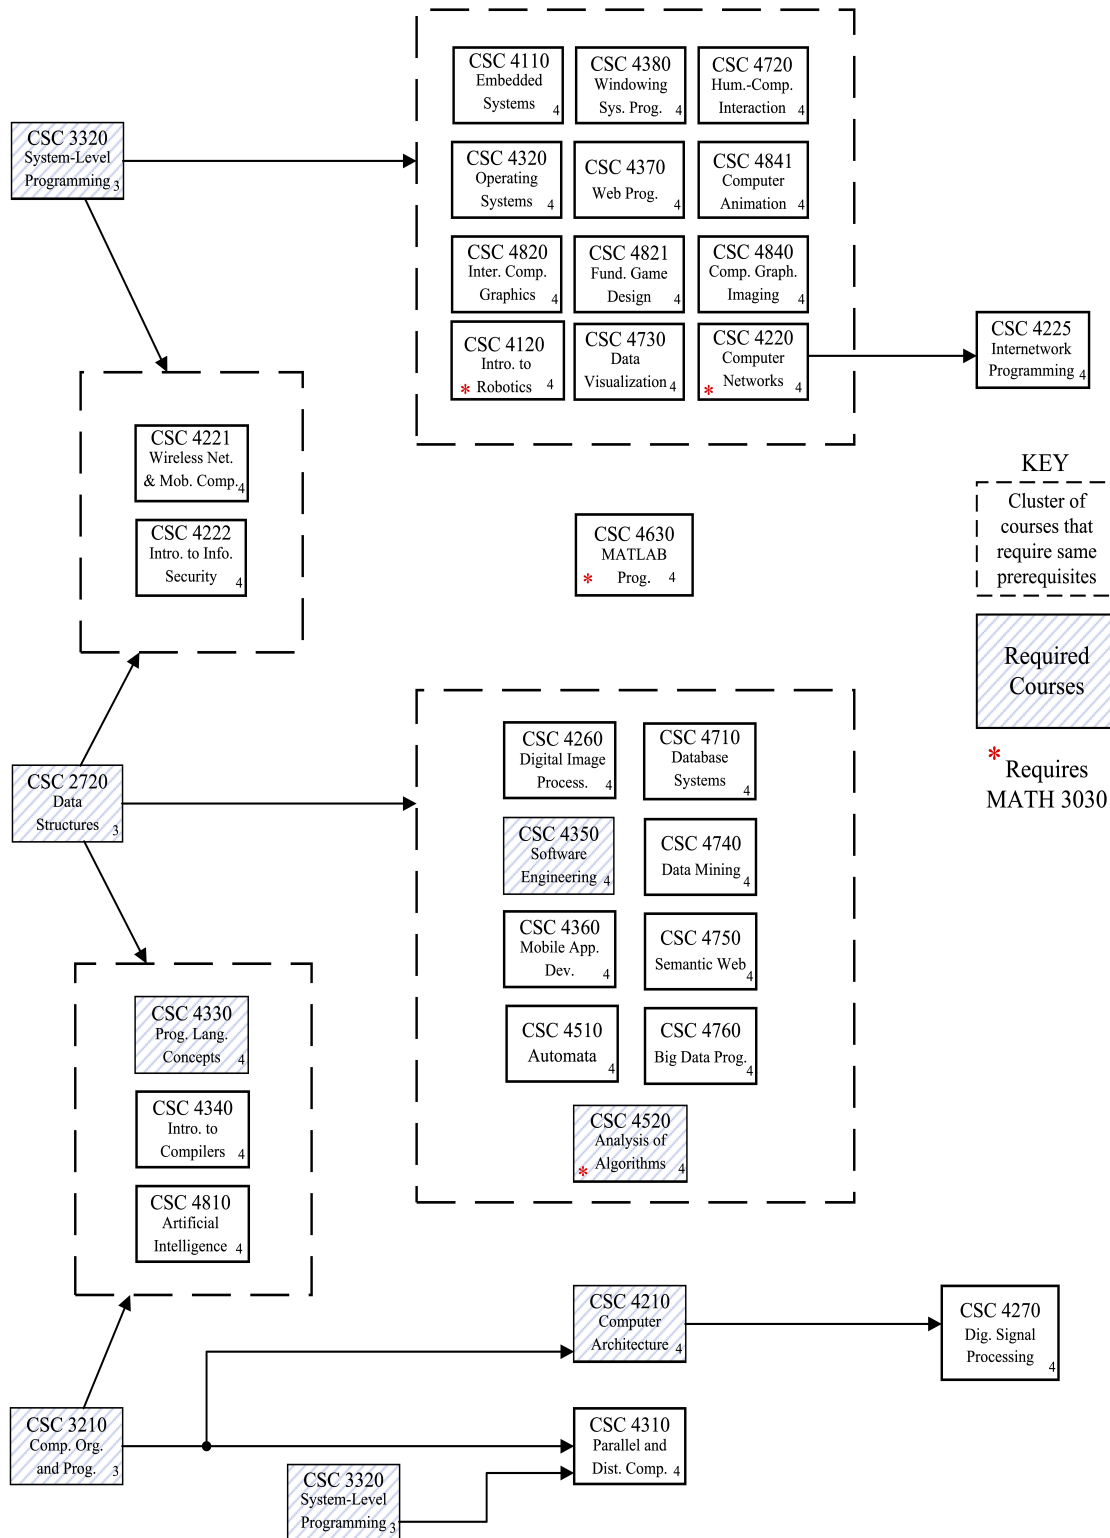 CSC 4110
Embedded
Systems 4
CSC 4380
Windowing
Sys. Prog. 4
CSC 4720
Hum.-Comp.
Interaction 4
CSC 3320
System-Level
Programming 3
CSC 4320
Operating
Systems 4
CSC 4370
Web Prog. 4
CSC 4841
Computer
Animation 4
CSC 4820
Inter. Comp.
Graphics 4
CSC 4821
Fund. Game
Design 4
CSC 4840
Comp. Graph.
Imaging 4
CSC 4120
Intro. to
* Robotics 4
CSC 4730
Data
Visualization 4
CSC 4220
Computer
* Networks 4
CSC 4225
Internetwork
Programming 4
CSC 4221
Wireless Net.
& Mob. Comp. 4
CSC 4222
Intro. to Info.
Security 4
CSC 4630
MATLAB
* Prog. 4
KEY
Cluster of
courses that
require same
prerequisites
Required
Courses
* Requires
MATH 3030
CSC 2720
Data
Structures 3
CSC 4260
Digital Image
Process. 4
CSC 4710
Database
Systems 4
CSC 4350
Software
Engineering 4
CSC 4740
Data Mining 4
CSC 4360
Mobile App.
Dev. 4
CSC 4750
Semantic Web 4
CSC 4510
Automata 4
CSC 4760
Big Data Prog. 4
CSC 4520
Analysis of
* Algorithms 4
CSC 4330
Prog. Lang.
Concepts 4
CSC 4340
Intro. to
Compilers 4
CSC 4810
Artificial
Intelligence 4
CSC 4210
Computer
Architecture 4
CSC 4270
Dig. Signal
Processing 4
CSC 3210
Comp. Org.
and Prog. 3
CSC 4310
Parallel and
Dist. Comp. 4
CSC 3320
System-Level
Programming 3